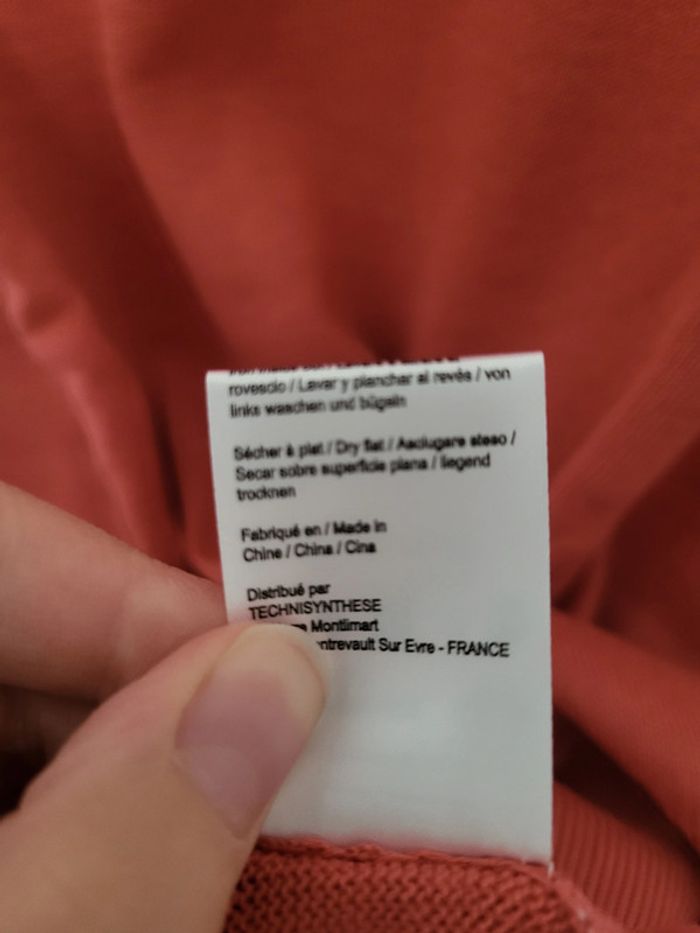 rovescio / Lavar y planchar al revés / von
links waschen und bügeln
Sécher à plat / Dry flat / Asciugare steso /
Secar sobre superficie plana / liegend
trocknen
Fabriqué en / Made in
Chine / China / Cina
Distribué par
TECHNISYNTHESE
Montlimart
Sur Evre - FRANCE